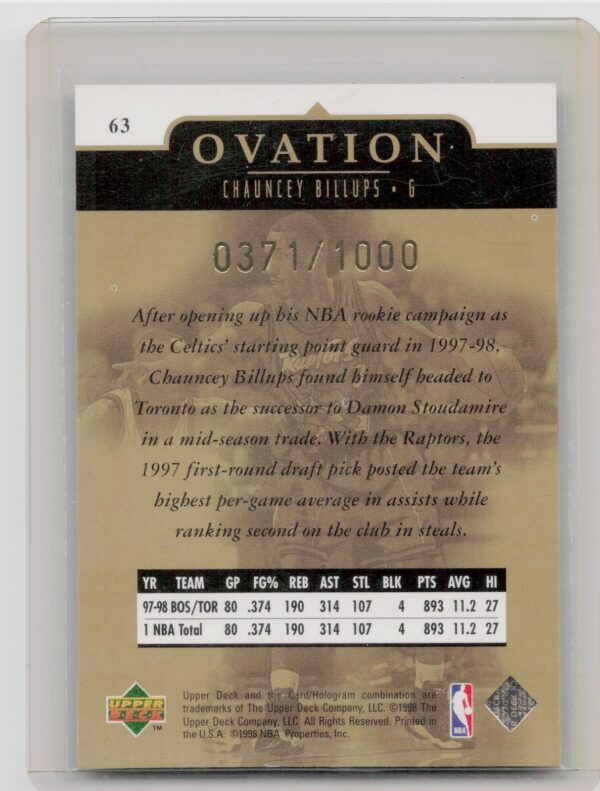 63
OVATION
CHAUNCEY BILLUPS • G
0371/1000
After opening up his NBA rookie campaign as
the Celtics' starting point guard in 1997-98,
Chauncey Billups found himself headed to
Toronto as the successor to Damon Stoudamire
in a mid-season trade. With the Raptors, the
1997 first-round draft pick posted the team's
highest per-game average in assists while
ranking second on the club in steals.
YR TEAM GP FG% REB AST STL BLK PTS AVG HI
97-98 BOS/TOR 80 .374 190 314 107 4 893 11.2 27
1 NBA Total 80 .374 190 314 107 4 893 11.2 27
UPPER DECK TM
Upper Deck and the Card/Hologram combination are
trademarks of The Upper Deck Company, LLC. ©1998 The
Upper Deck Company, LLC. All Rights Reserved. Printed in
the U.S.A. ©1998 NBA Properties, Inc.
NBA